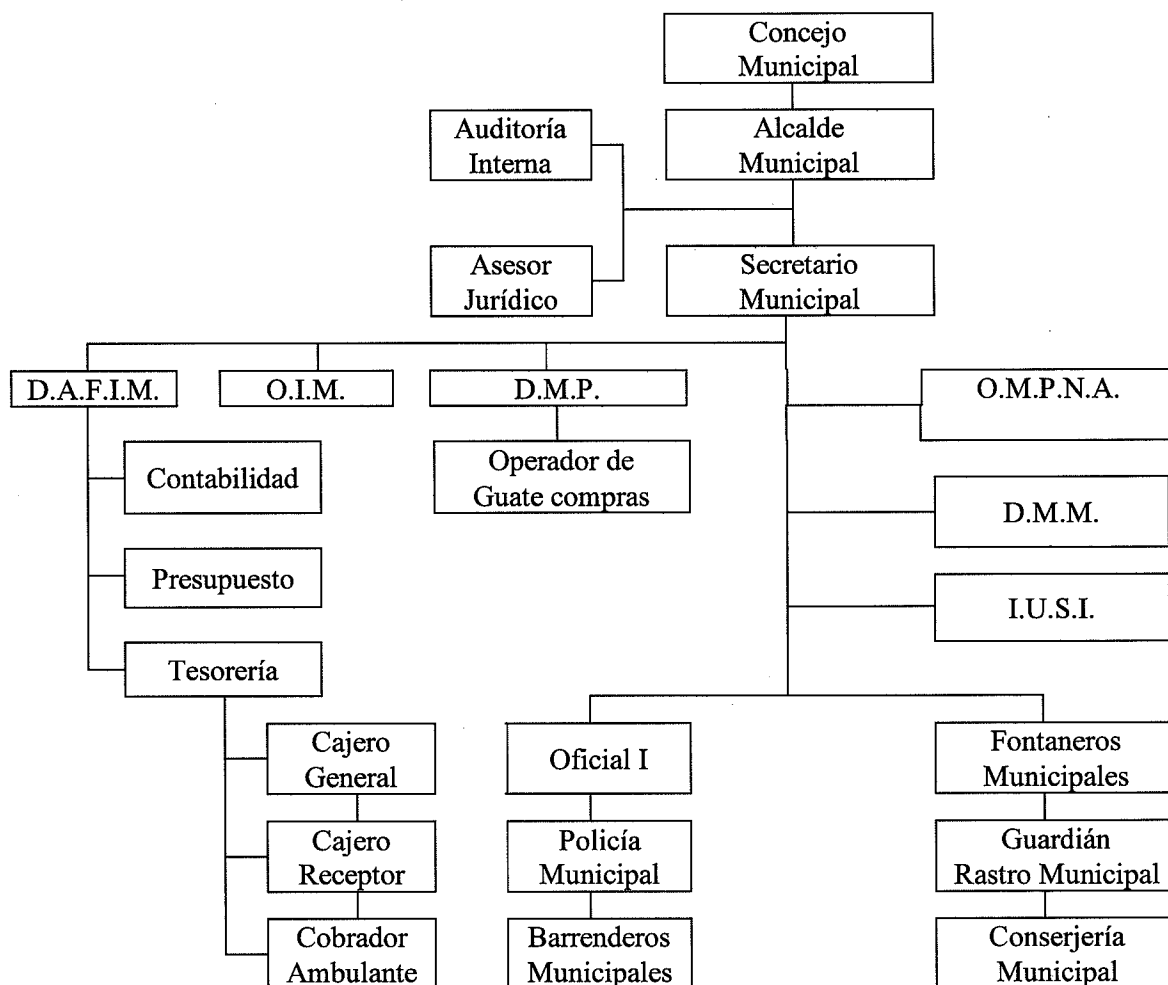 Concejo
Municipal
Auditoría
Interna
Alcalde
Municipal
Asesor
Jurídico
Secretario
Municipal
D.A.F.I.M.
O.I.M.
D.M.P.
O.M.P.N.A.
Contabilidad
Operador de
Guate compras
D.M.M.
Presupuesto
I.U.S.I.
Tesorería
Cajero
General
Oficial I
Fontaneros
Municipales
Cajero
Receptor
Policía
Municipal
Guardián
Rastro Municipal
Cobrador
Ambulante
Barrenderos
Municipales
Conserjería
Municipal